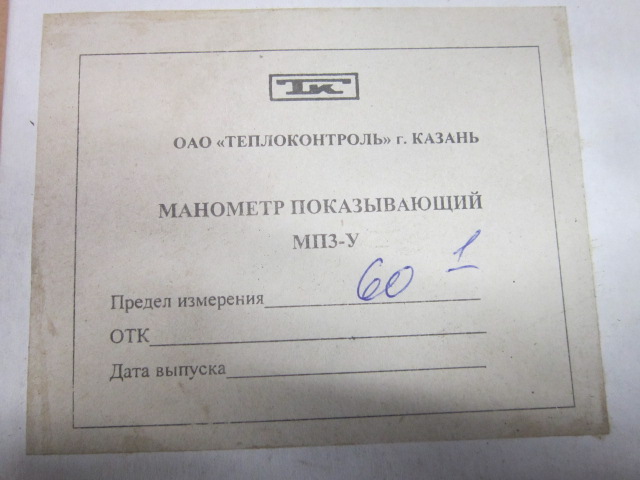 ТК
ОАО «ТЕПЛОКОНТРОЛЬ» г. КАЗАНЬ
МАНОМЕТР ПОКАЗЫВАЮЩИЙ
МП3-У
1
Предел измерения 60
ОТК
Дата выпуска